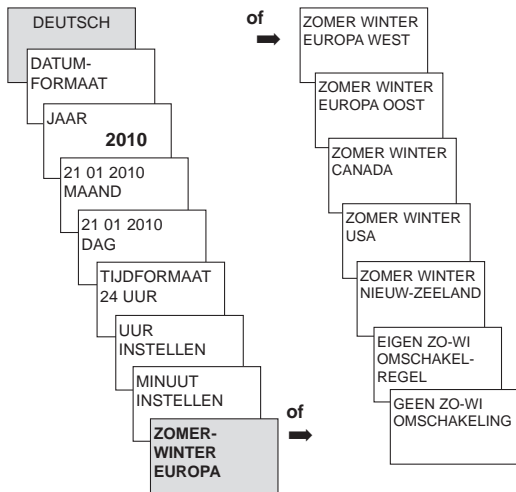 DEUTSCH
DATUM-
FORMAAT
JAAR
2010
21 01 2010
MAAND
21 01 2010
DAG
TIJDFORMAAT
24 UUR
UUR
INSTELLEN
MINUUT
INSTELLEN
ZOMER-
WINTER
EUROPA
of
of
ZOMER WINTER
EUROPA WEST
ZOMER WINTER
EUROPA OOST
ZOMER WINTER
CANADA
ZOMER WINTER
USA
ZOMER WINTER
NIEUW-ZEELAND
EIGEN ZO-WI
OMSCHAKEL-
REGEL
GEEN ZO-WI
OMSCHAKELING